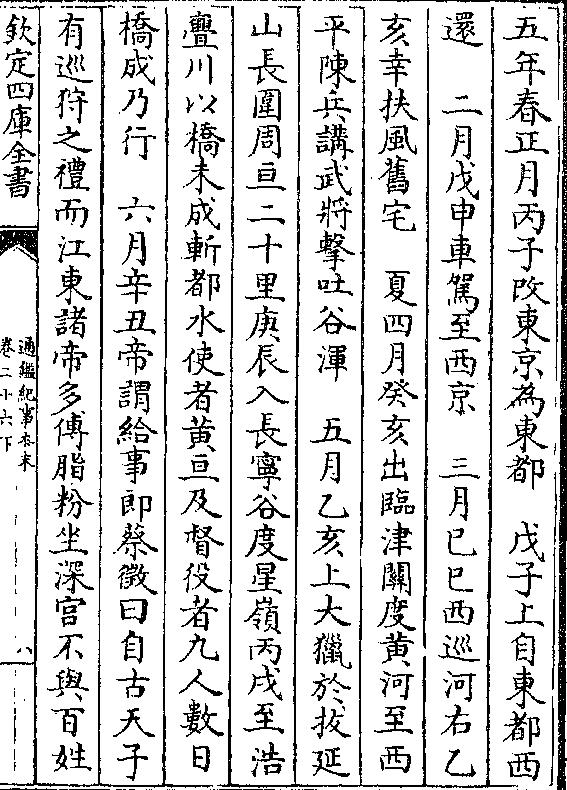 五年春正月丙子改東京為東都　戊子上自東都西
還　二月戊申車駕至西京　三月己巳西巡河右乙
亥幸扶風舊宅　夏四月癸亥出臨津關度黄河至西
平陳兵講武將擊吐谷渾　五月乙亥上大獵於拔延
山長圍周亘二十里庚辰入長寧谷度星嶺丙戌至浩
亹川以橋未成斬都水使者黄亘及督役者九人數日
橋成乃行　六月辛丑帝謂給事郎蔡徵曰自古天子
有巡狩之禮而江東諸帝多傅脂粉坐深宫不與百姓
欽定四庫全書
通鑑紀事本末
卷二十六下
八